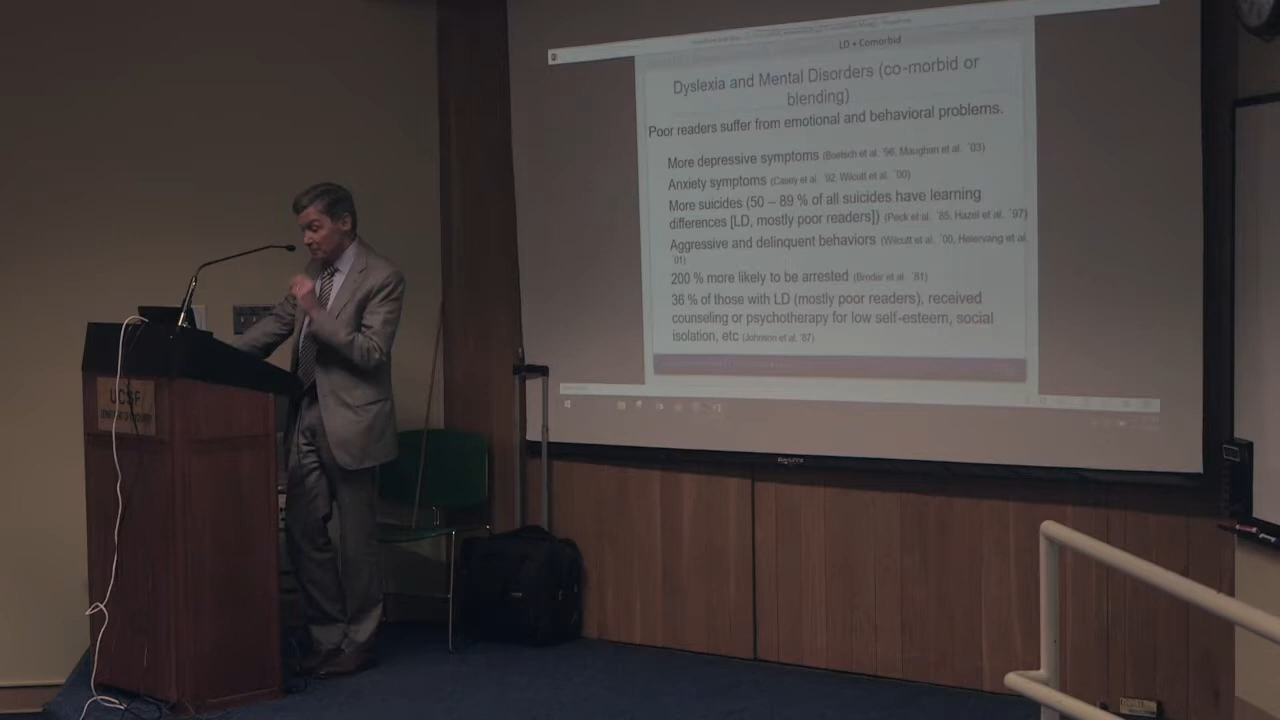 LD + Comorbid
Dyslexia and Mental Disorders (co-morbid or
blending)
Poor readers suffer from emotional and behavioral problems.
More depressive symptoms (Boetsch et al. ´96, Maughan et al. ´03)
Anxiety symptoms (Casey et al. ´92, Wilcutt et al. ´00)
More suicides (50 – 89 % of all suicides have learning
differences [LD, mostly poor readers]) (Peck et al. ´85, Hazel et al. ´97)
Aggressive and delinquent behaviors (Wilcutt et al. ´00, Heiervang et al.
´01)
200 % more likely to be arrested (Broder et al. ´81)
36 % of those with LD (mostly poor readers), received
counseling or psychotherapy for low self-esteem, social
isolation, etc (Johnson et al. ´87)
UCSF